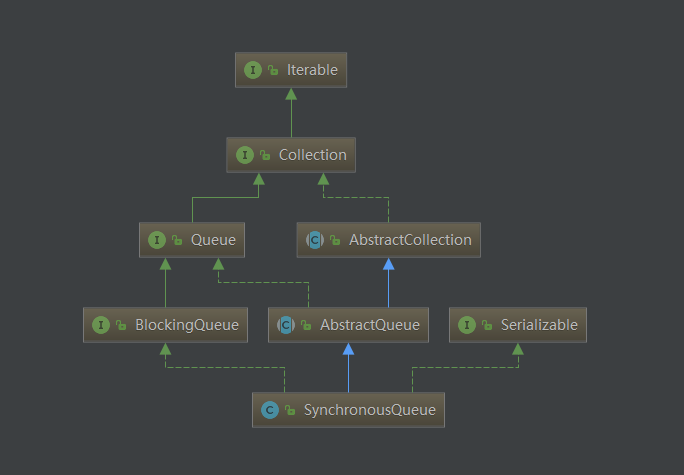 I Iterable
I Collection
I Queue
C AbstractCollection
I BlockingQueue
C AbstractQueue
I Serializable
C SynchronousQueue